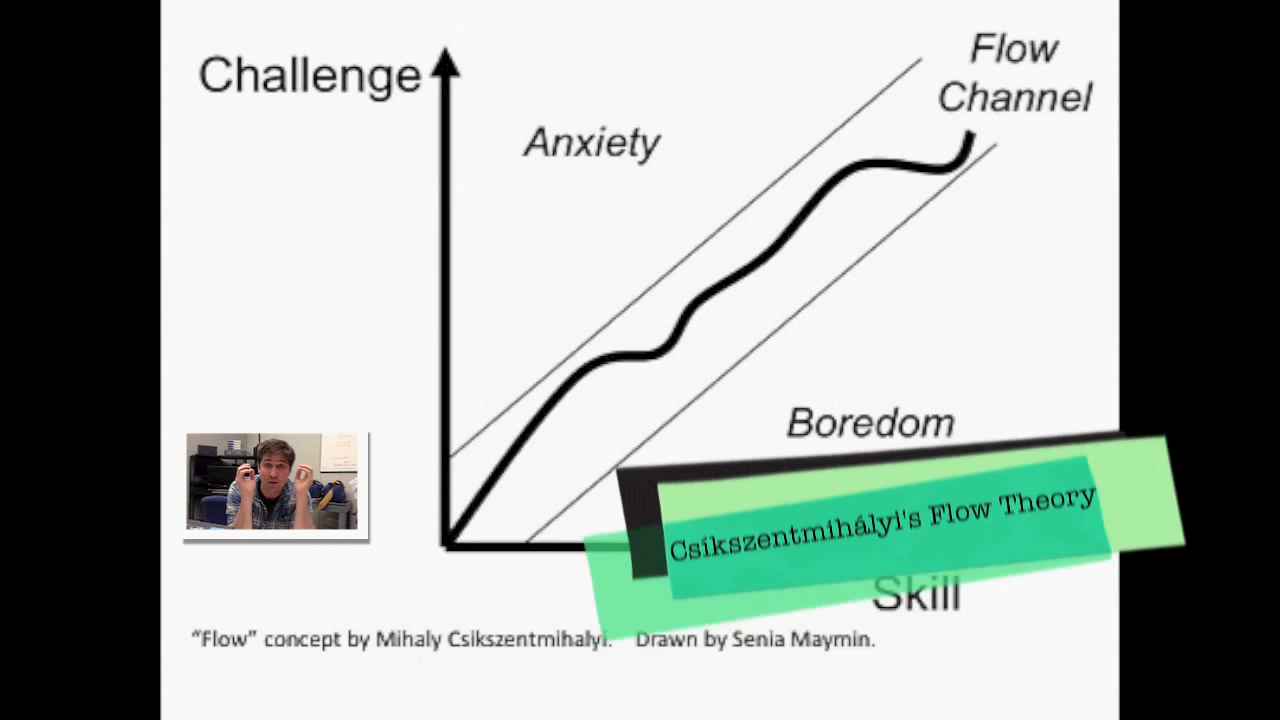 Challenge
Flow
Channel
Anxiety
Boredom
Csíkszentmihályi's Flow Theory
Skill
“Flow” concept by Mihaly Csikszentmihalyi. Drawn by Senia Maymin.